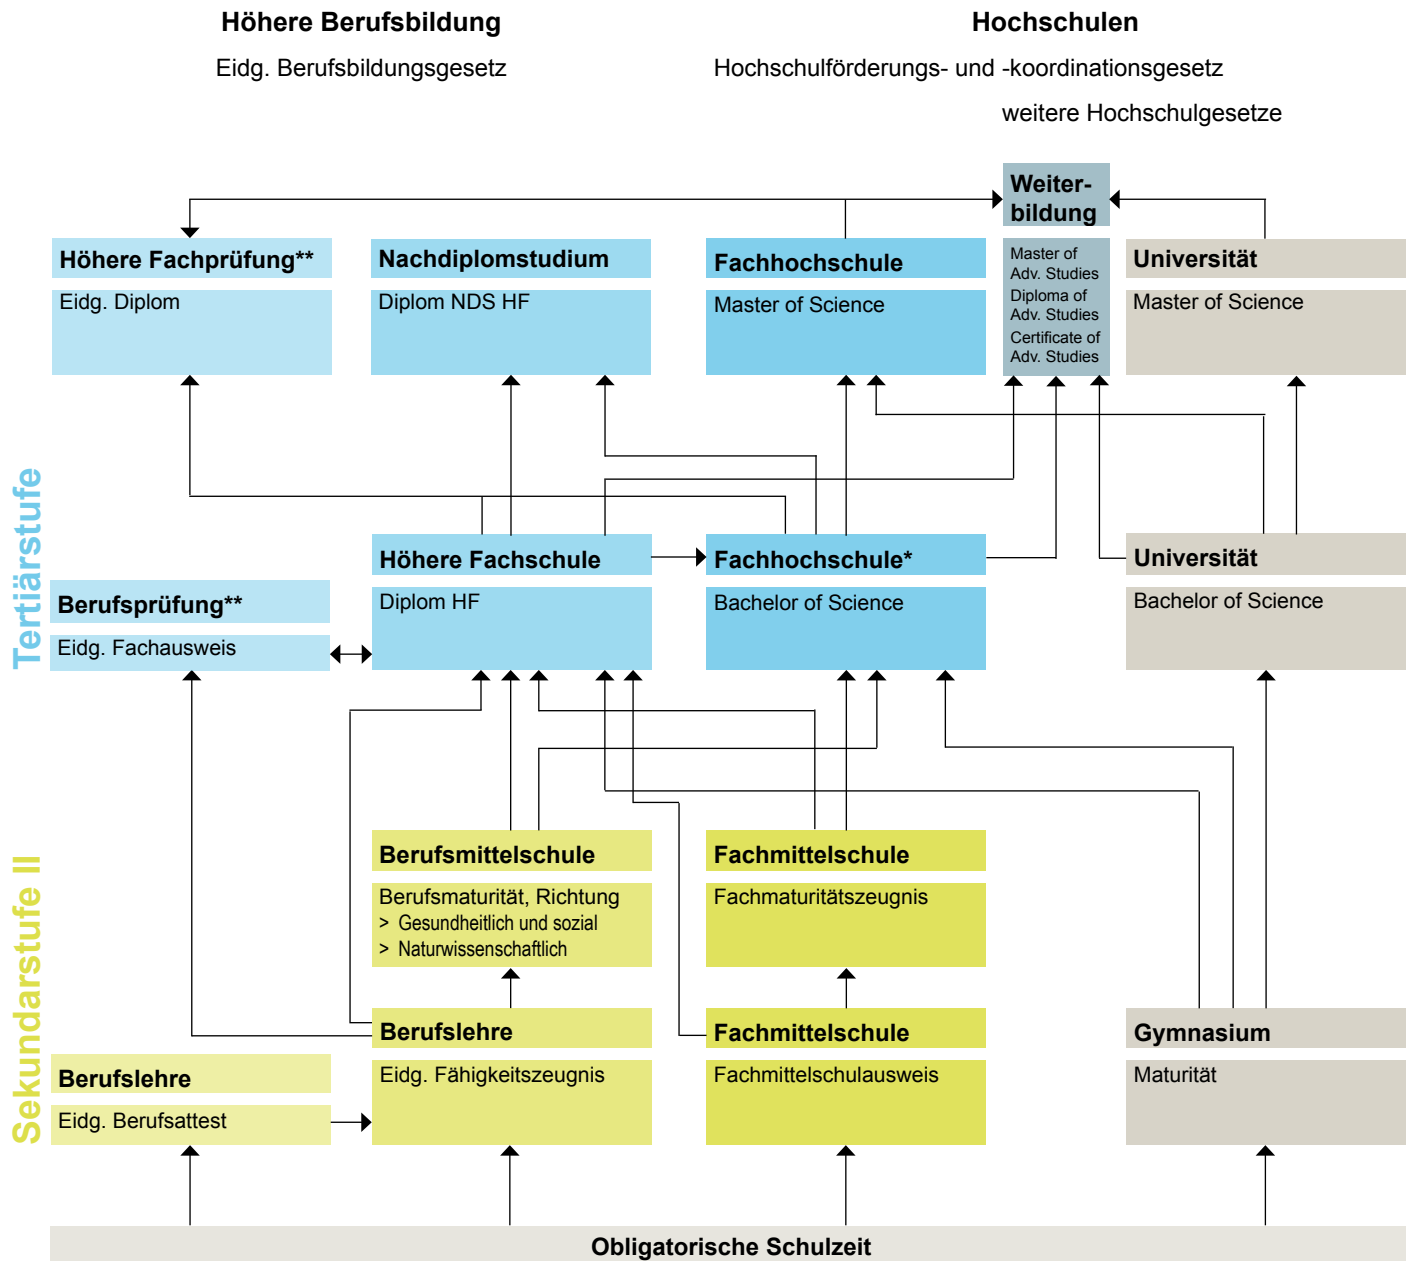 Höhere Berufsbildung
Hochschulen
Eidg. Berufsbildungsgesetz
Hochschulförderungs- und -koordinationsgesetz
weitere Hochschulgesetze
Weiter-
bildung
Höhere Fachprüfung**
Nachdiplomstudium
Fachhochschule
Universität
Eidg. Diplom
Diplom NDS HF
Master of Science
Master of
Adv. Studies
Diploma of
Adv. Studies
Certificate of
Adv. Studies
Master of Science
Tertiärstufe
Höhere Fachschule
Fachhochschule*
Universität
Diplom HF
Bachelor of Science
Bachelor of Science
Berufsprüfung**
Eidg. Fachausweis
Sekundarstufe II
Berufsmittelschule
Fachmittelschule
Berufsmaturität, Richtung
> Gesundheitlich und sozial
> Naturwissenschaftlich
Fachmaturitätszeugnis
Berufslehre
Fachmittelschule
Gymnasium
Eidg. Fähigkeitszeugnis
Fachmittelschulausweis
Maturität
Berufslehre
Eidg. Berufsattest
Obligatorische Schulzeit